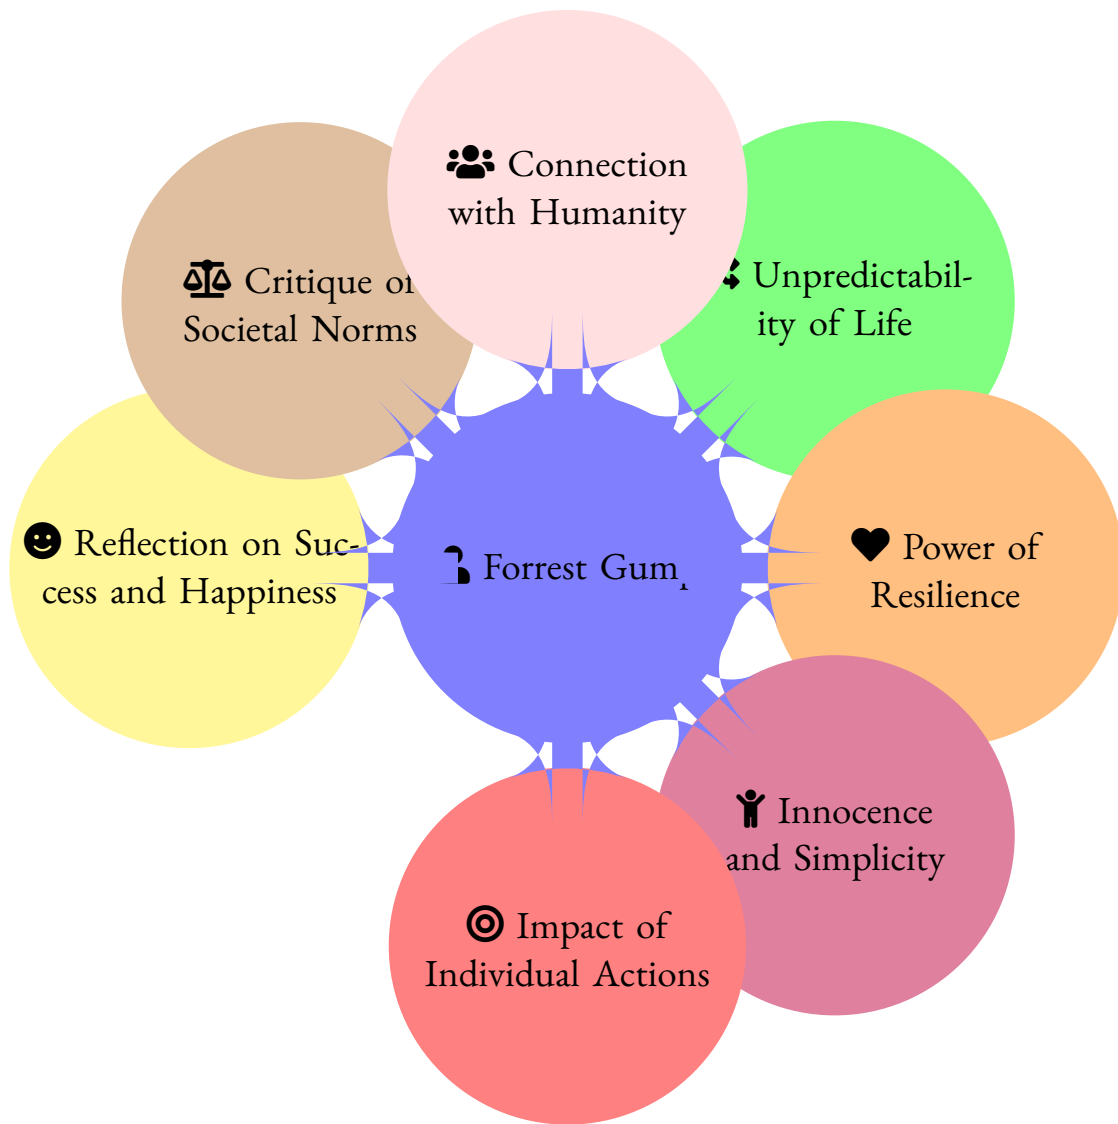 Connection
with Humanity
Critique of
Societal Norms
Unpredictabil-
ity of Life
Reflection on Suc-
cess and Happiness
Forrest Gump
Power of
Resilience
Innocence
and Simplicity
Impact of
Individual Actions